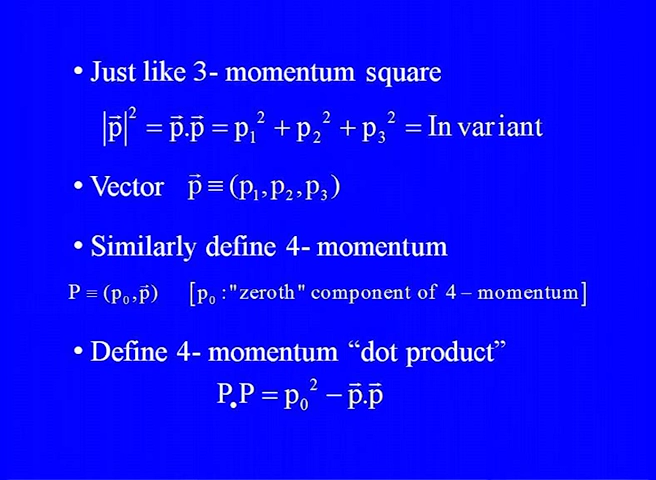 • Just like 3- momentum square
|p⃗|² = p⃗.p⃗ = p₁² + p₂² + p₃² = In variant
• Vector p⃗ ≡ (p₁,p₂,p₃)
• Similarly define 4- momentum
P ≡ (p₀,p⃗) [p₀ :"zeroth" component of 4 – momentum]
• Define 4- momentum “dot product”
P.P = p₀² − p⃗.p⃗